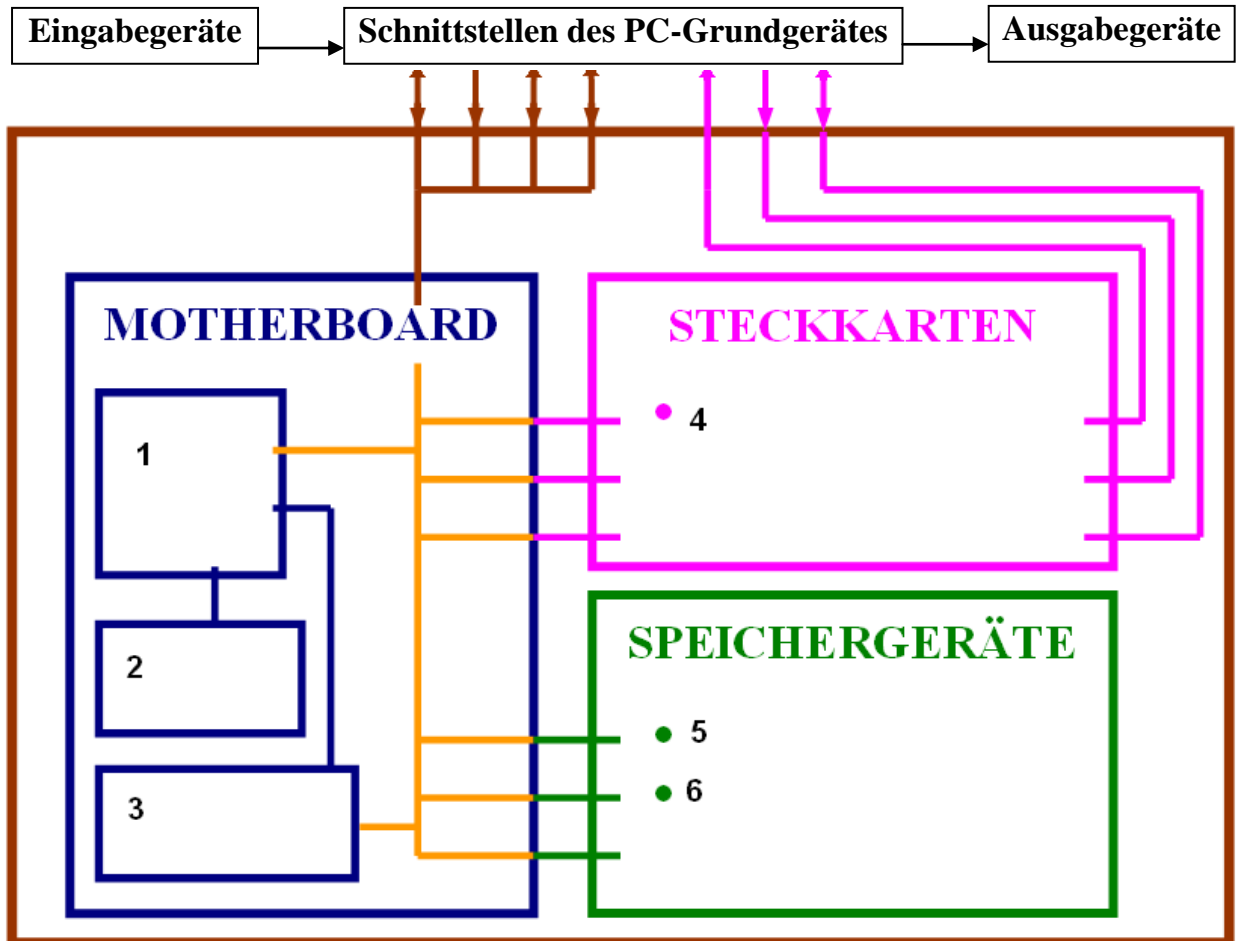 Eingabegeräte
Schnittstellen des PC-Grundgerätes
Ausgabegeräte
MOTHERBOARD
STECKKARTEN
1
4
2
SPEICHERGERÄTE
3
5
6